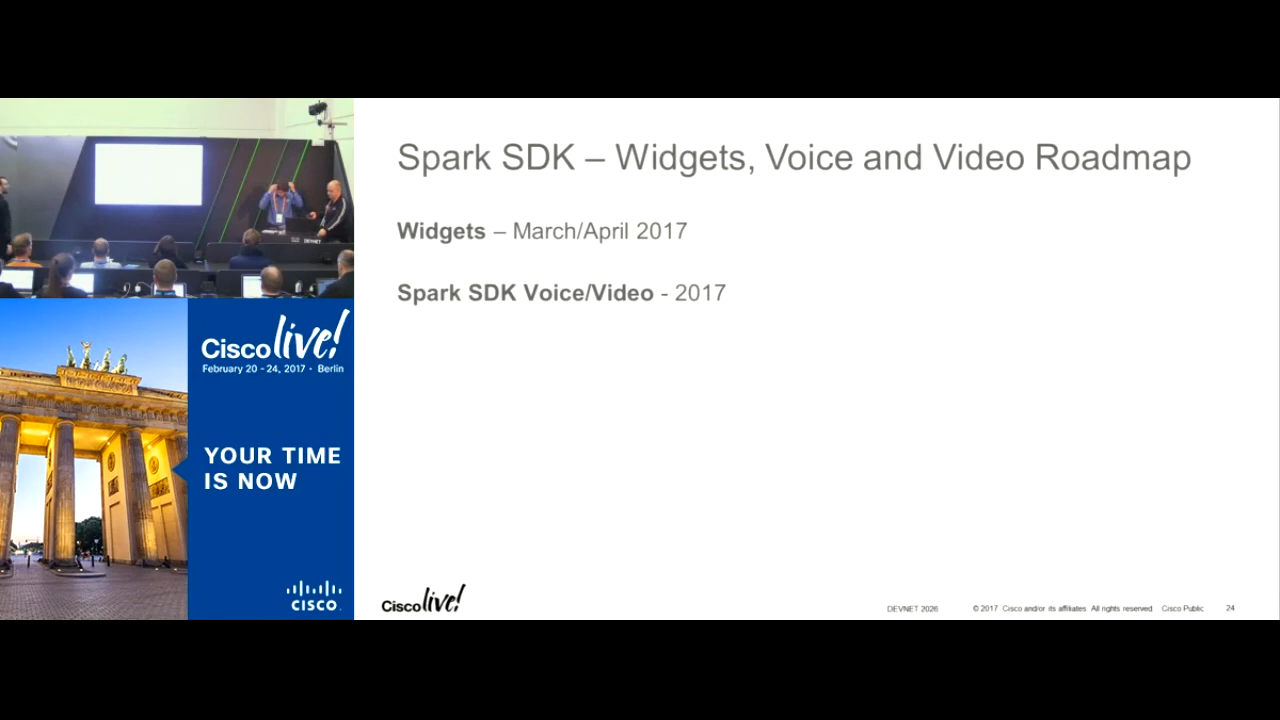 Spark SDK – Widgets, Voice and Video Roadmap
Widgets – March/April 2017
Spark SDK Voice/Video - 2017
Cisco live!
February 20 - 24, 2017 • Berlin
YOUR TIME
IS NOW
CISCO
Cisco live!
DEVNET 2026 © 2017 Cisco and/or its affiliates. All rights reserved. Cisco Public 24
DEVNET